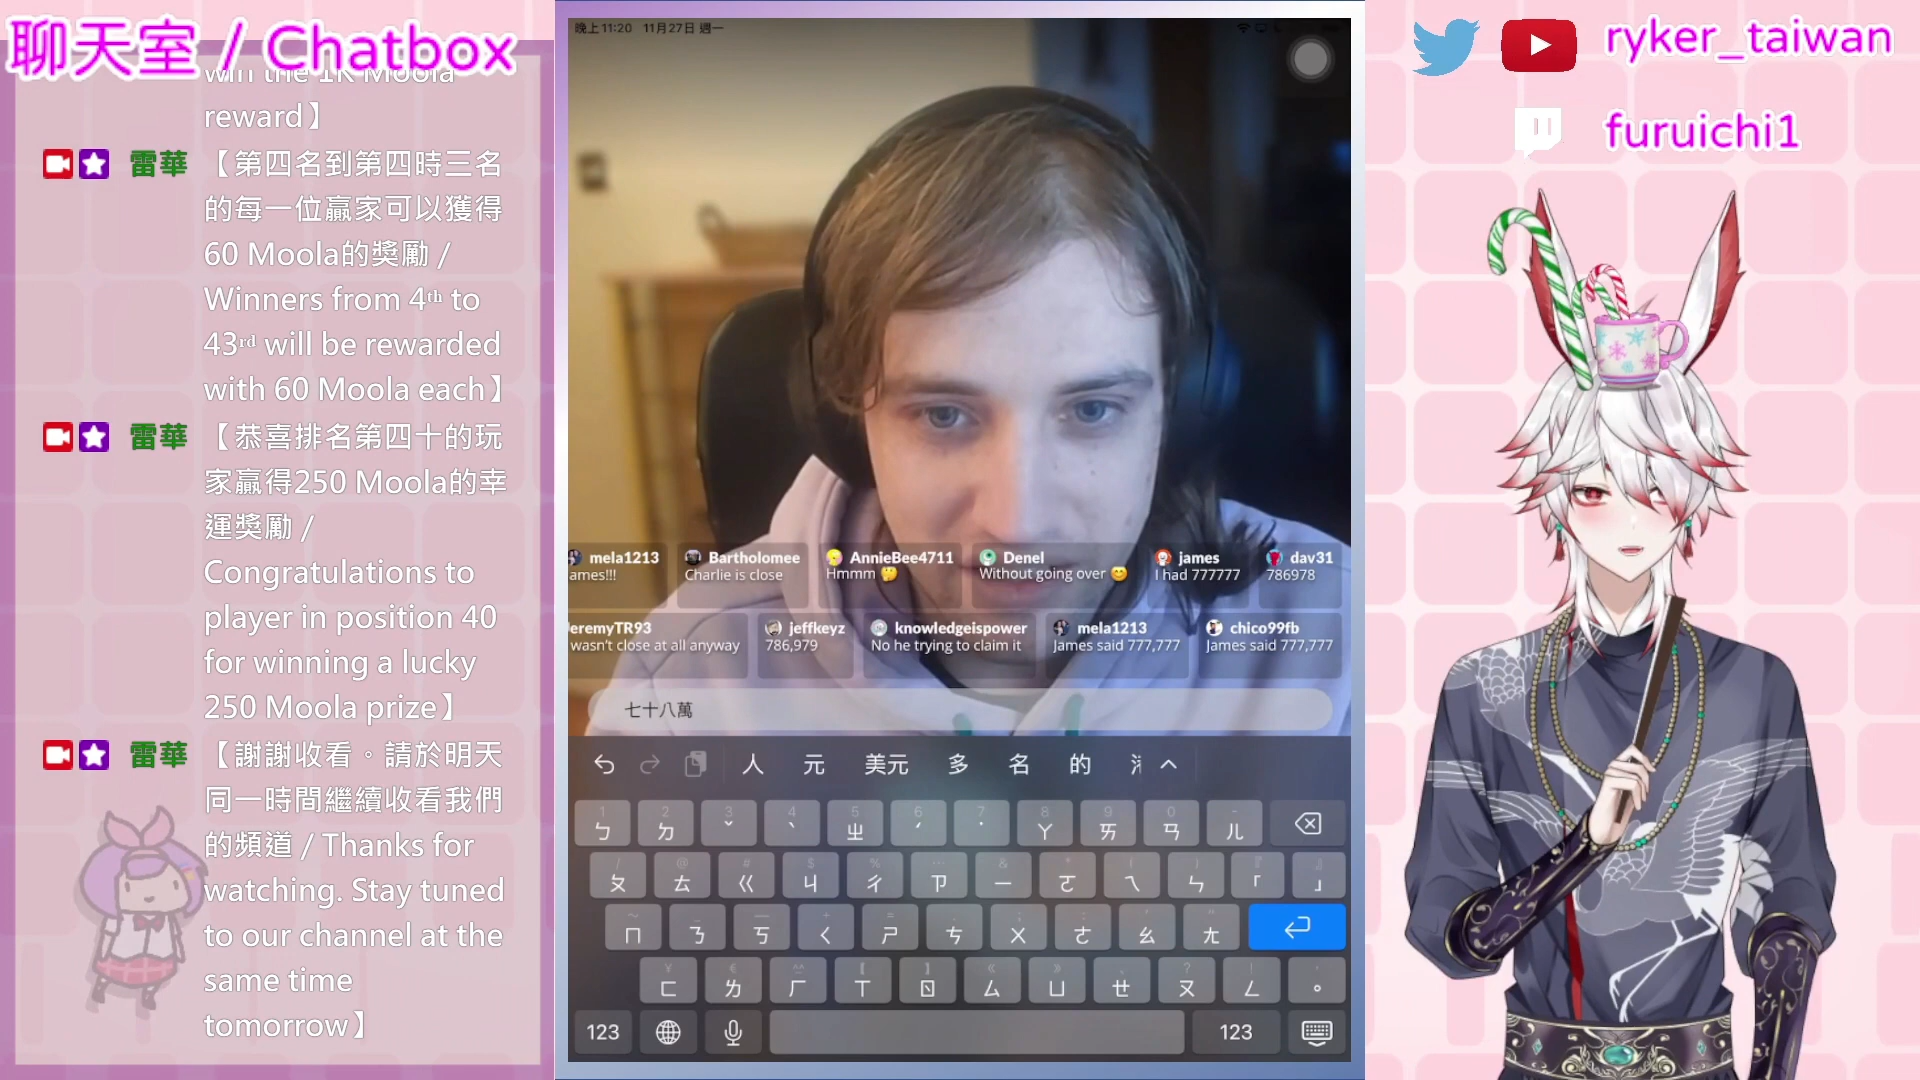 聊天室 / Chatbox
win the 1K Moola
reward】
雷華 【第四名到第四時三名
的每一位贏家可以獲得
60 Moola的獎勵 /
Winners from 4th to
43rd will be rewarded
with 60 Moola each】
雷華 【恭喜排名第四十的玩
家贏得250 Moola的幸
運獎勵 /
Congratulations to
player in position 40
for winning a lucky
250 Moola prize】
雷華 【謝謝收看。請於明天
同一時間繼續收看我們
的頻道 / Thanks for
watching. Stay tuned
to our channel at the
same time
tomorrow】
晚上11:20 11月27日 週一
mela1213
ames!!!
Bartholomee
Charlie is close
AnnieBee4711
Hmmm 🤔
Denel
Without going over 😊
james
I had 777777
dav31
786978
JeremyTR93
wasn't close at all anyway
jeffkeyz
786,979
knowledgeispower
No he trying to claim it
mela1213
James said 777,777
chico99fb
James said 777,777
七十八萬
人 元 美元 多 名 的
ㄅ ㄉ ˇ ˋ ㄓ ˊ ˙ ㄚ ㄞ ㄢ ㄦ
ㄆ ㄊ ㄍ ㄐ ㄔ ㄗ ㄧ ㄛ ㄟ ㄣ 「 」
ㄇ ㄋ ㄎ ㄑ ㄕ ㄘ ㄨ ㄜ ㄠ ㄤ
ㄈ ㄌ ㄏ ㄒ ㄖ ㄙ ㄩ ㄝ ㄡ ㄥ 。
123 123
ryker_taiwan
furuichi1